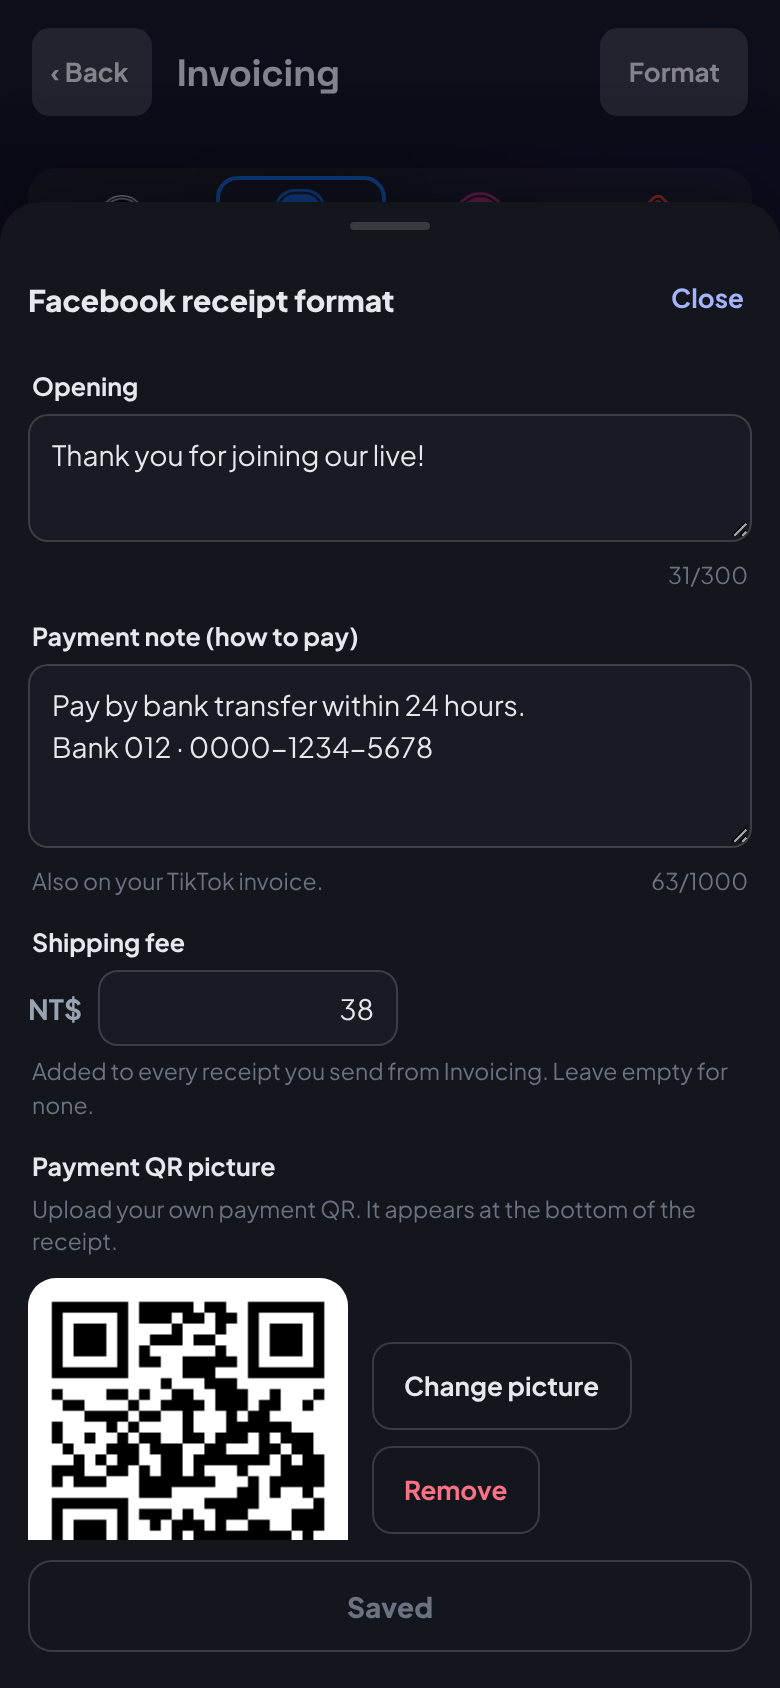 ‹ Back
Invoicing
Format
Facebook receipt format
Close
Opening
Thank you for joining our live!
31/300
Payment note (how to pay)
Pay by bank transfer within 24 hours.
Bank 012 · 0000-1234-5678
Also on your TikTok invoice.
63/1000
Shipping fee
NT$
38
Added to every receipt you send from Invoicing. Leave empty for
none.
Payment QR picture
Upload your own payment QR. It appears at the bottom of the
receipt.
Change picture
Remove
Saved